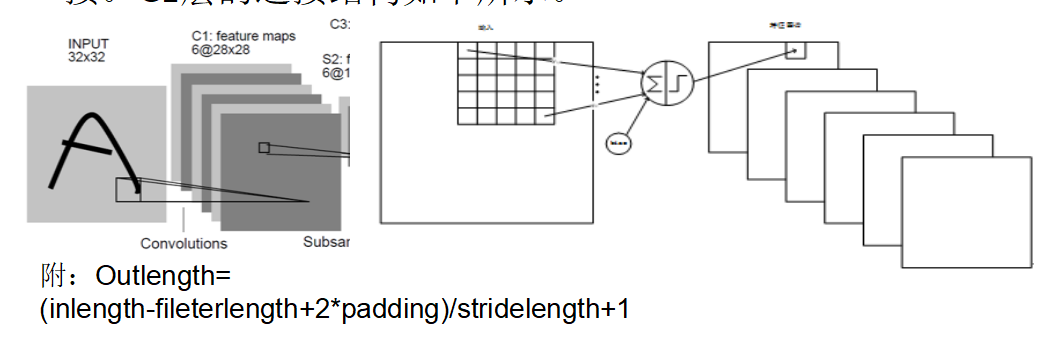 接。C1层的连接结构如下所示。
C3:
C1: feature maps
6@28x28
INPUT
32x32
S2: f
6@1
输入
特征图
bias
Convolutions
Subsar
附：Outlength=
(inlength-fileterlength+2*padding)/stridelength+1